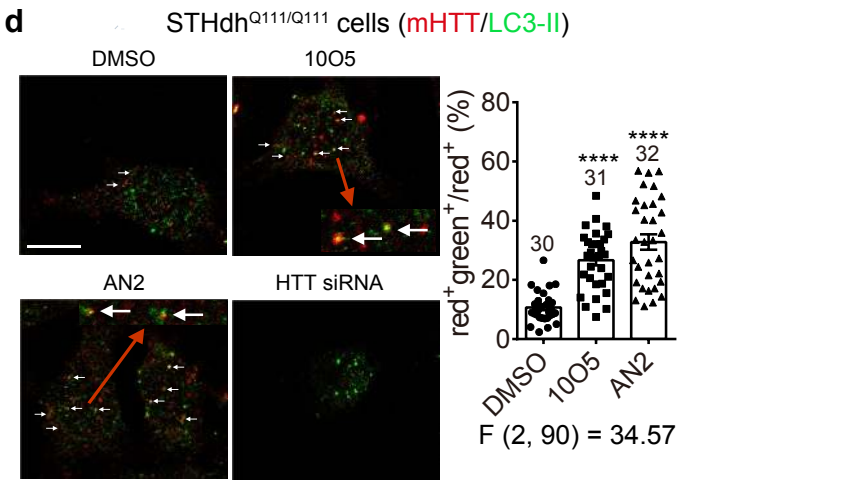 d
STHdhQ111/Q111 cells (mHTT/LC3-II)
DMSO
10O5
AN2
HTT siRNA
red+green+/red+ (%)
80
60
40
20
0
30
****
31
****
32
DMSO
10O5
AN2
F (2, 90) = 34.57